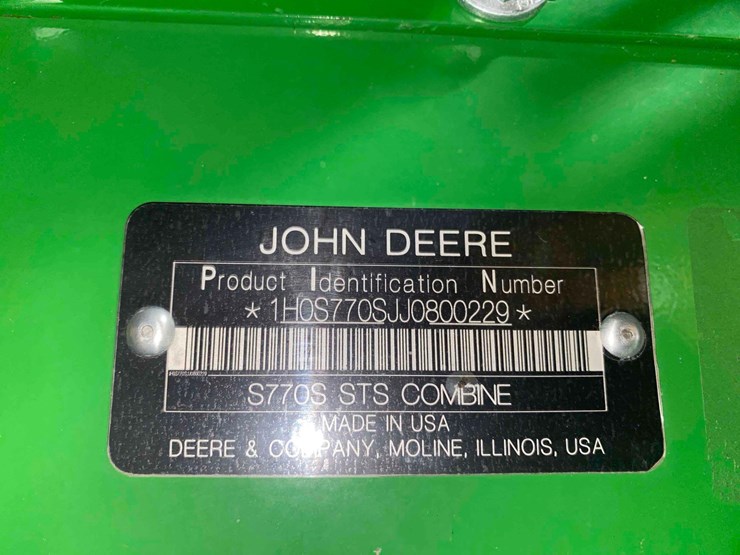 JOHN DEERE
Product Identification Number
*1H0S770SJJ0800229*
S770S STS COMBINE
MADE IN USA
DEERE & COMPANY, MOLINE, ILLINOIS, USA